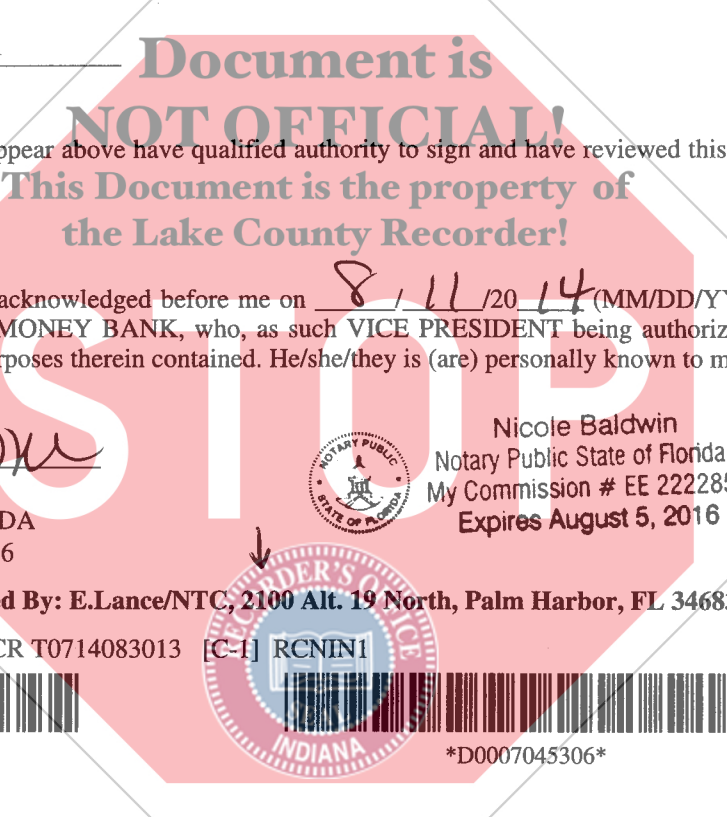 Document is
NOT OFFICIAL!
ppear above have qualified authority to sign and have reviewed this
This Document is the property of
the Lake County Recorder!
acknowledged before me on 8/11/2014 (MM/DD/YY
MONEY BANK, who, as such VICE PRESIDENT being authoriz
rposes therein contained. He/she/they is (are) personally known to m
STOP
Nicole Baldwin
Notary Public State of Florida
My Commission # EE 222285
Expires August 5, 2016
NOTARY PUBLIC
STATE OF FLORIDA
DA
6
RECORDER'S OFFICE
d By: E.Lance/NTC, 2100 Alt. 19 North, Palm Harbor, FL 3468
CR T0714083013 [C-1] RCNIN1
INDIANA
*D0007045306*